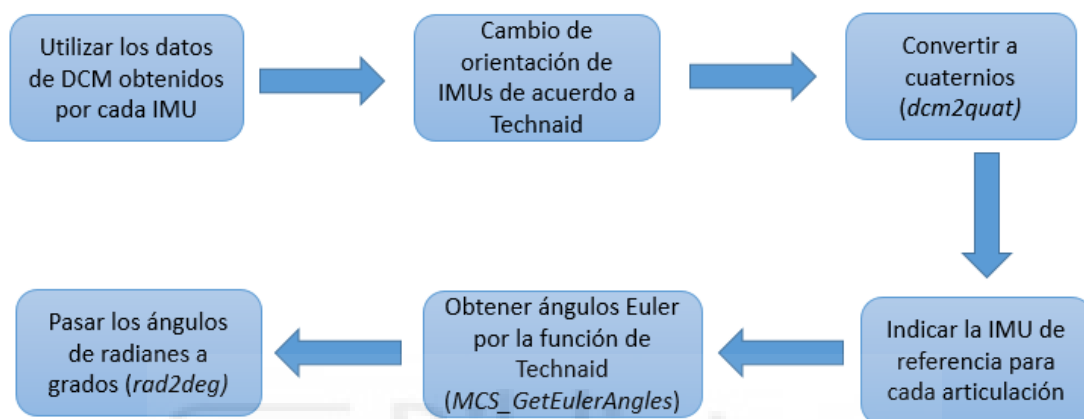 Utilizar los datos
de DCM obtenidos
por cada IMU
Cambio de
orientación de
IMUs de acuerdo a
Technaid
Convertir a
cuaternios
(dcm2quat)
Indicar la IMU de
referencia para
cada articulación
Obtener ángulos Euler
por la función de
Technaid
(MCS_GetEulerAngles)
Pasar los ángulos
de radianes a
grados (rad2deg)